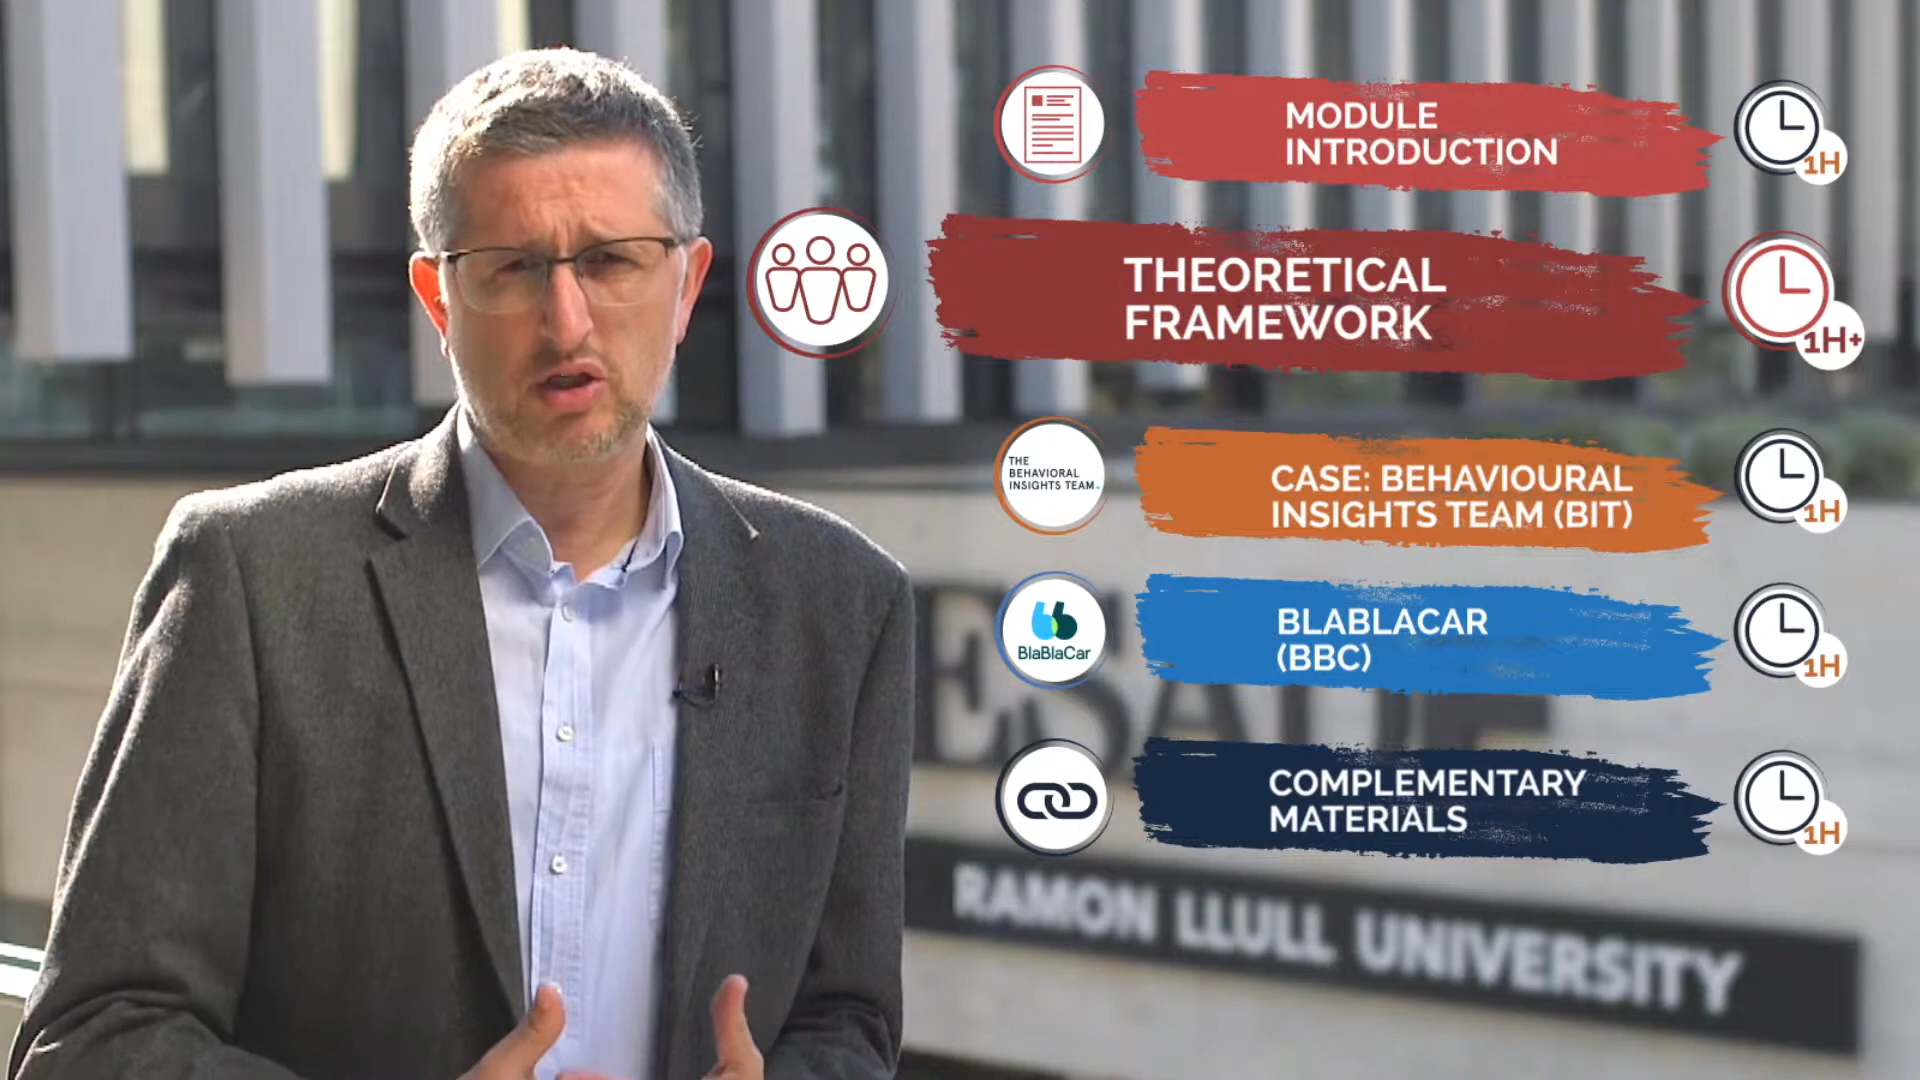 MODULE
INTRODUCTION
1H
THEORETICAL
FRAMEWORK
1H+
THE
BEHAVIORAL
INSIGHTS TEAM.
CASE: BEHAVIOURAL
INSIGHTS TEAM (BIT)
1H
BlaBlaCar
BLABLACAR
(BBC)
1H
COMPLEMENTARY
MATERIALS
1H
ESADE
RAMON LLULL UNIVERSITY